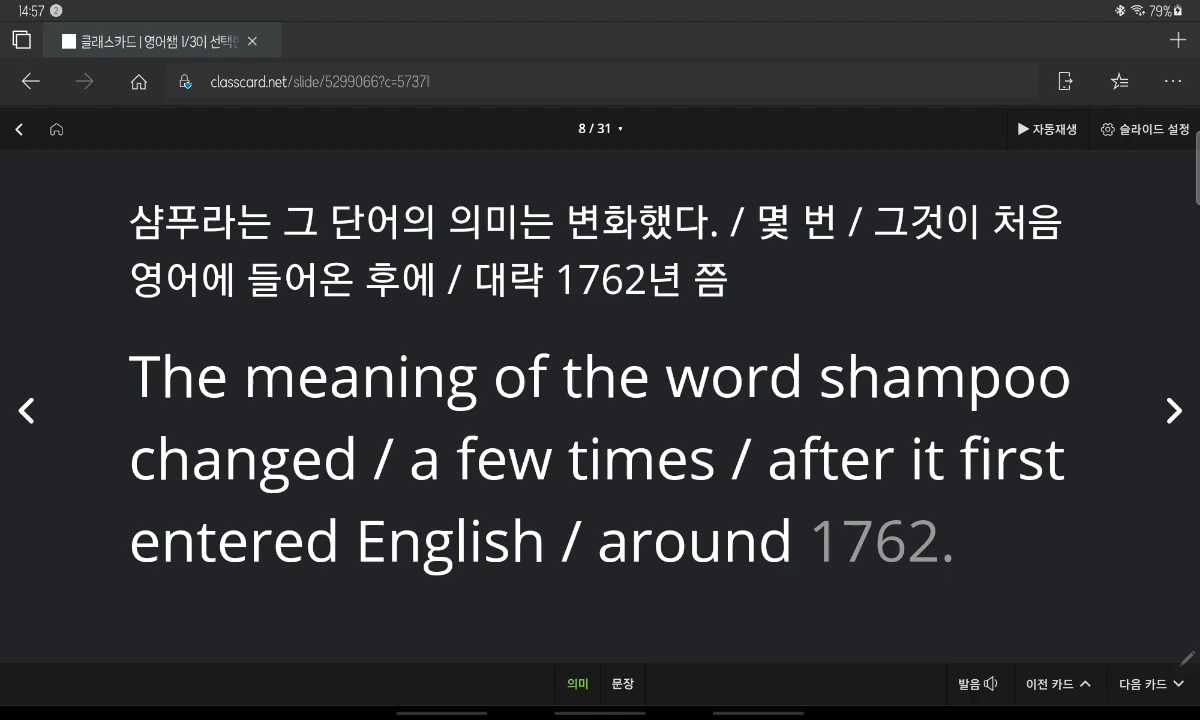 14:57 2 79%
클래스카드 | 영어쌤 1/3이 선택한
classcard.net/slide/5299066?c=57371
8 / 31 ▾ 자동재생 슬라이드 설정
샴푸라는 그 단어의 의미는 변화했다. / 몇 번 / 그것이 처음
영어에 들어온 후에 / 대략 1762년 쯤
The meaning of the word shampoo
changed / a few times / after it first
entered English / around 1762.
의미 문장 발음 이전 카드 다음 카드